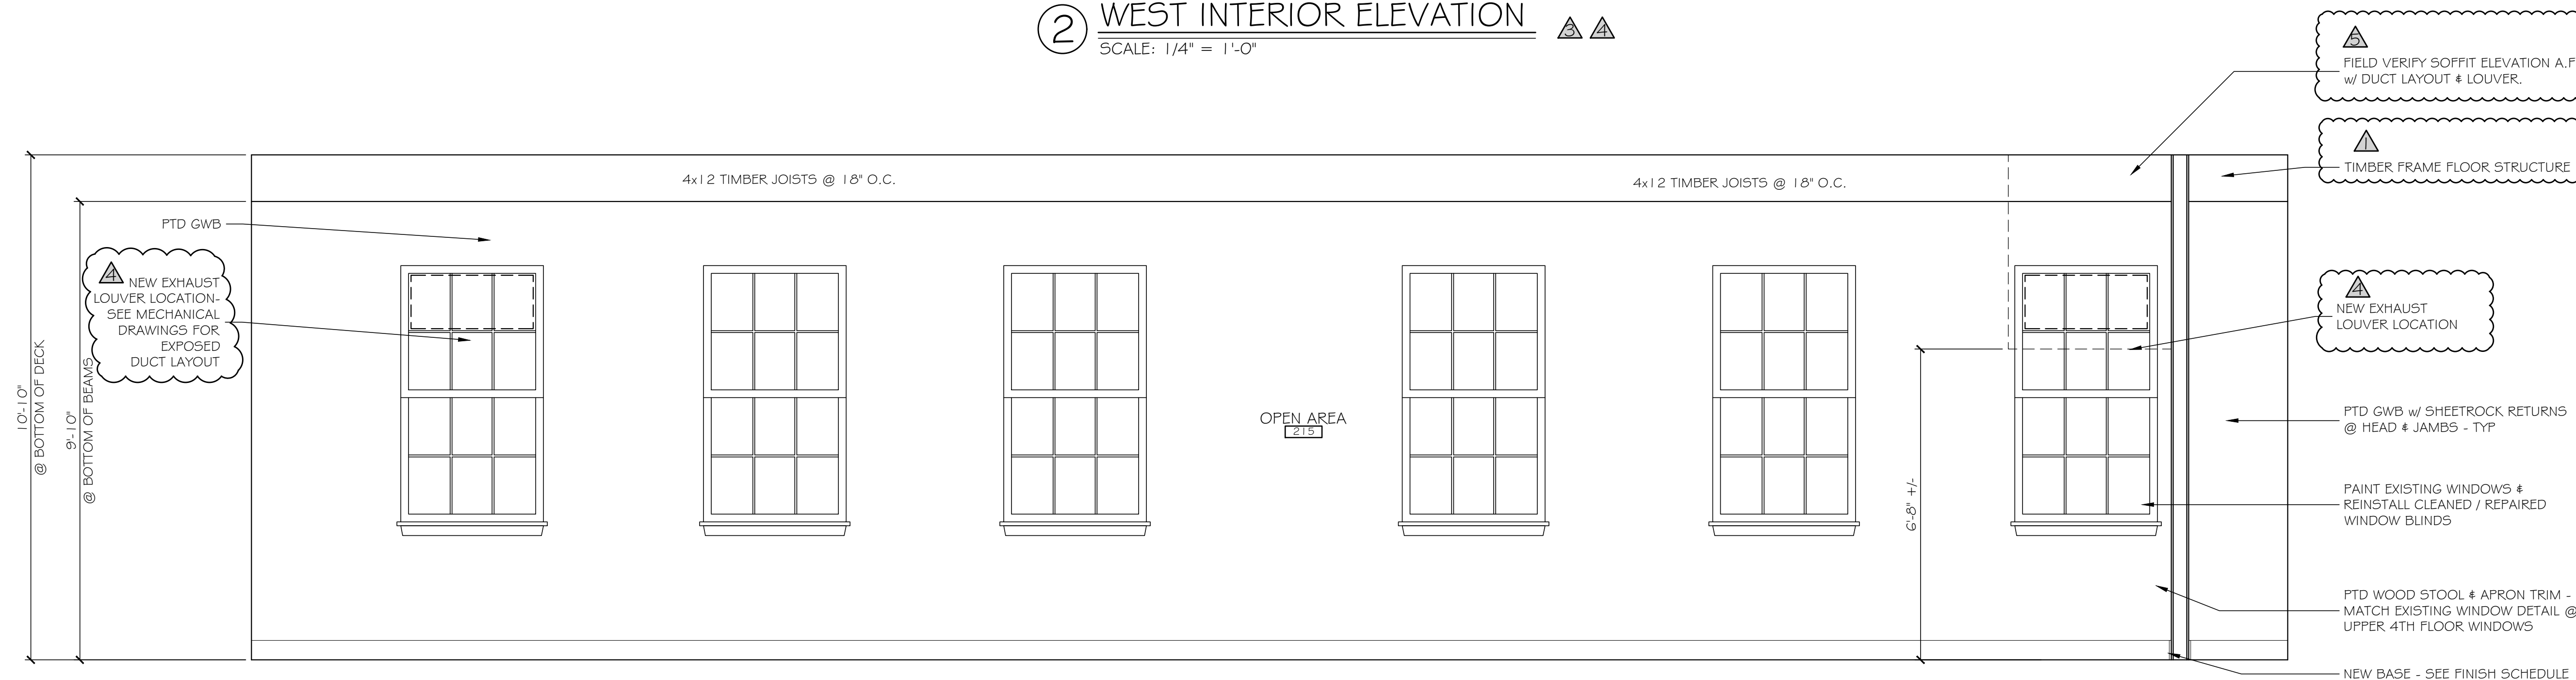 2
WEST INTERIOR ELEVATION
3 4
SCALE: 1/4" = 1'-0"
5
FIELD VERIFY SOFFIT ELEVATION A.F
w/ DUCT LAYOUT & LOUVER.
1
TIMBER FRAME FLOOR STRUCTURE
4x12 TIMBER JOISTS @ 18" O.C.
4x12 TIMBER JOISTS @ 18" O.C.
PTD GWB
4
NEW EXHAUST
LOUVER LOCATION-
SEE MECHANICAL
DRAWINGS FOR
EXPOSED
DUCT LAYOUT
10'-10"
@ BOTTOM OF DECK
9'-10"
@ BOTTOM OF BEAMS
OPEN AREA
215
6'-8" +/-
4
NEW EXHAUST
LOUVER LOCATION
PTD GWB w/ SHEETROCK RETURNS
@ HEAD & JAMBS - TYP
PAINT EXISTING WINDOWS &
REINSTALL CLEANED / REPAIRED
WINDOW BLINDS
PTD WOOD STOOL & APRON TRIM -
MATCH EXISTING WINDOW DETAIL @
UPPER 4TH FLOOR WINDOWS
NEW BASE - SEE FINISH SCHEDULE